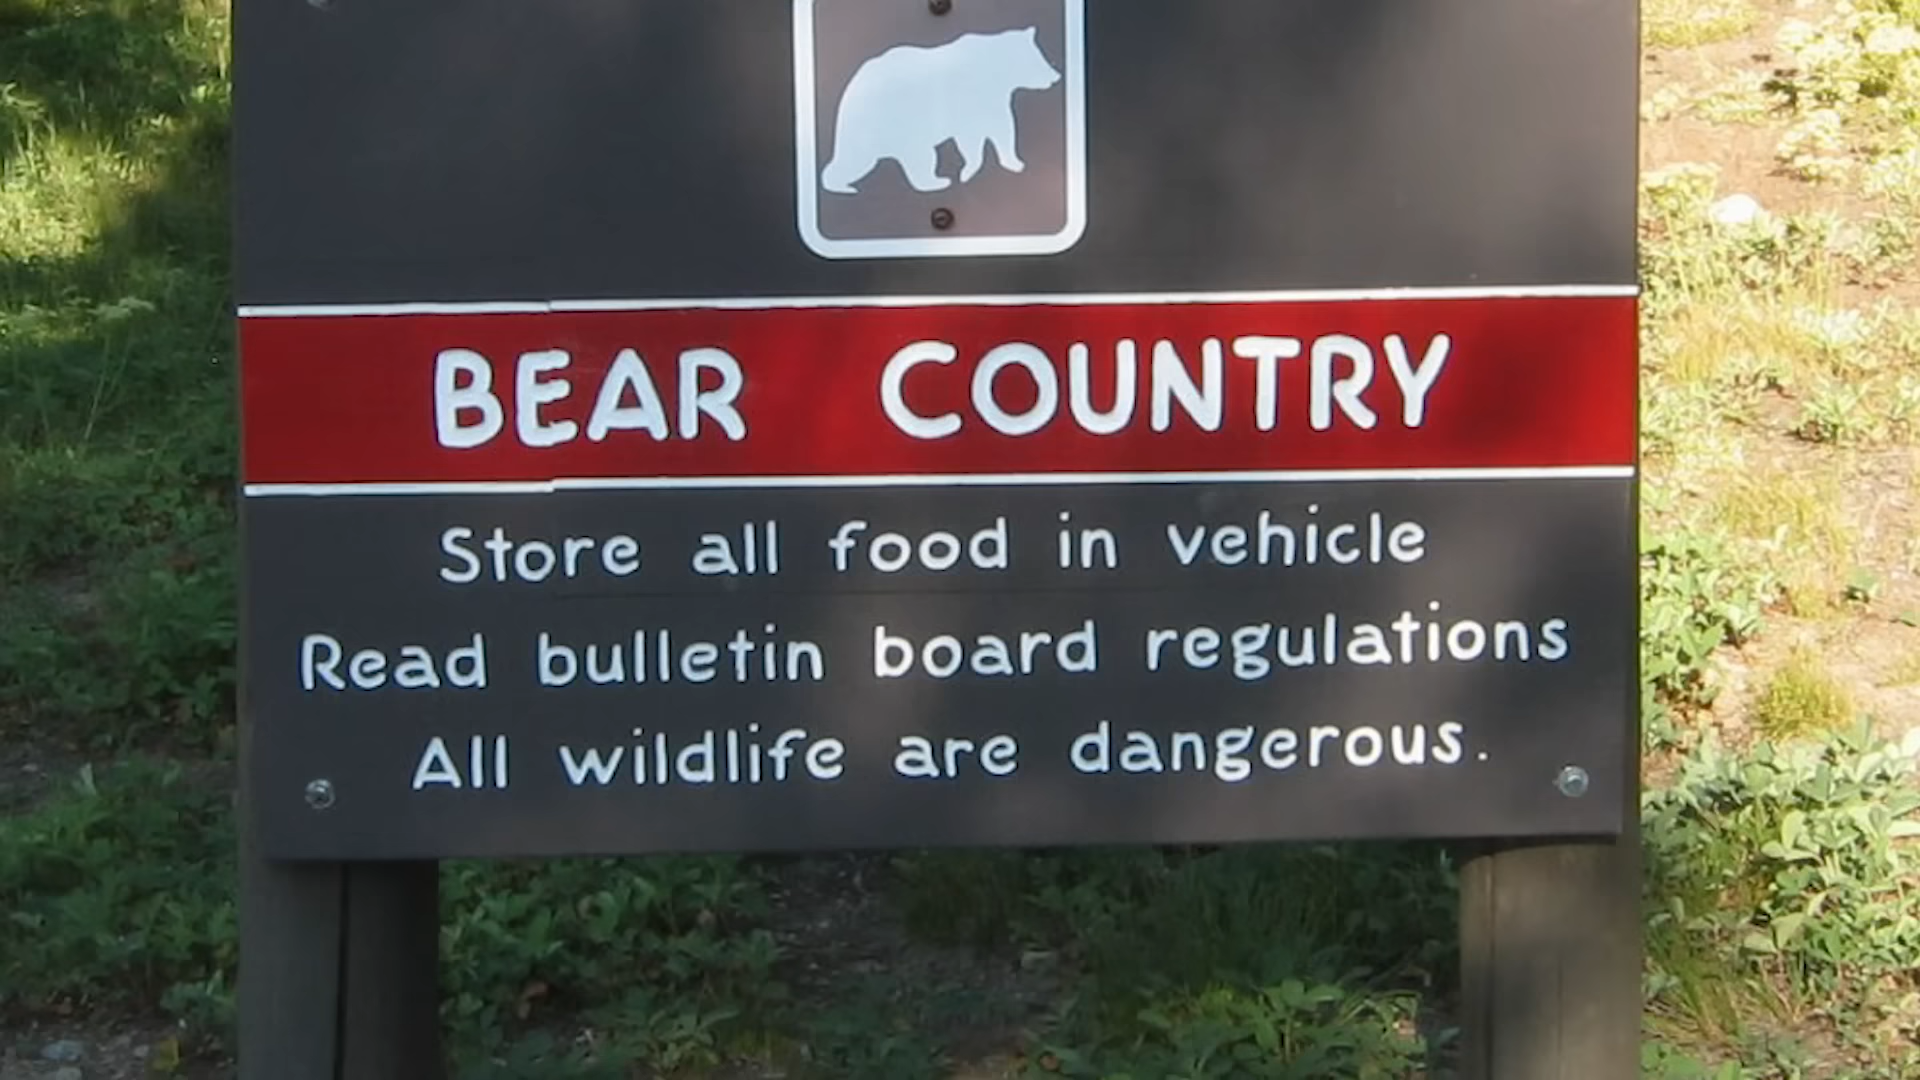 BEAR COUNTRY
Store all food in vehicle
Read bulletin board regulations
All wildlife are dangerous.